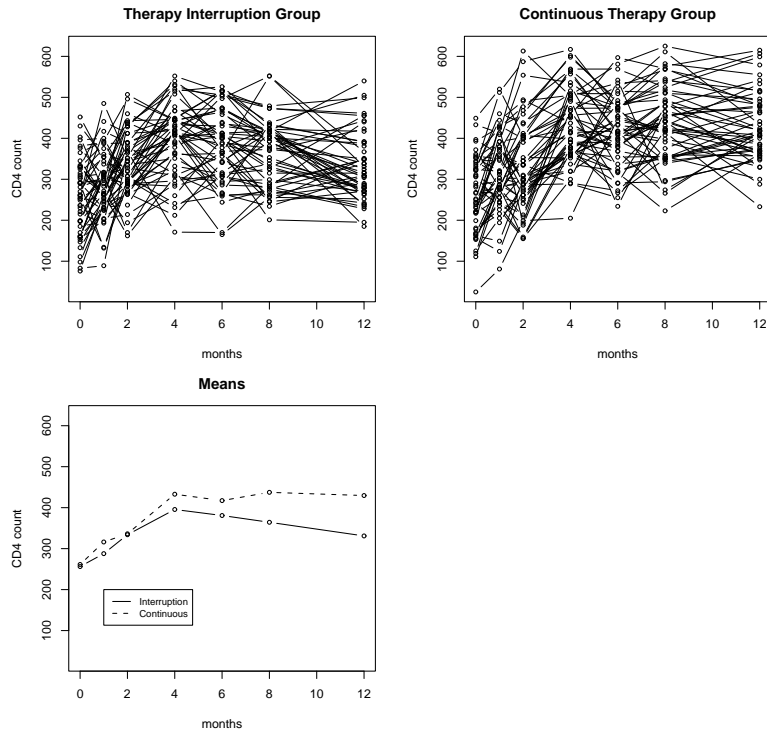 Therapy Interruption Group
CD4 count
600
500
400
300
200
100
0 2 4 6 8 10 12
months
Continuous Therapy Group
CD4 count
600
500
400
300
200
100
0 2 4 6 8 10 12
months
Means
CD4 count
600
500
400
300
200
100
Interruption
Continuous
0 2 4 6 8 10 12
months